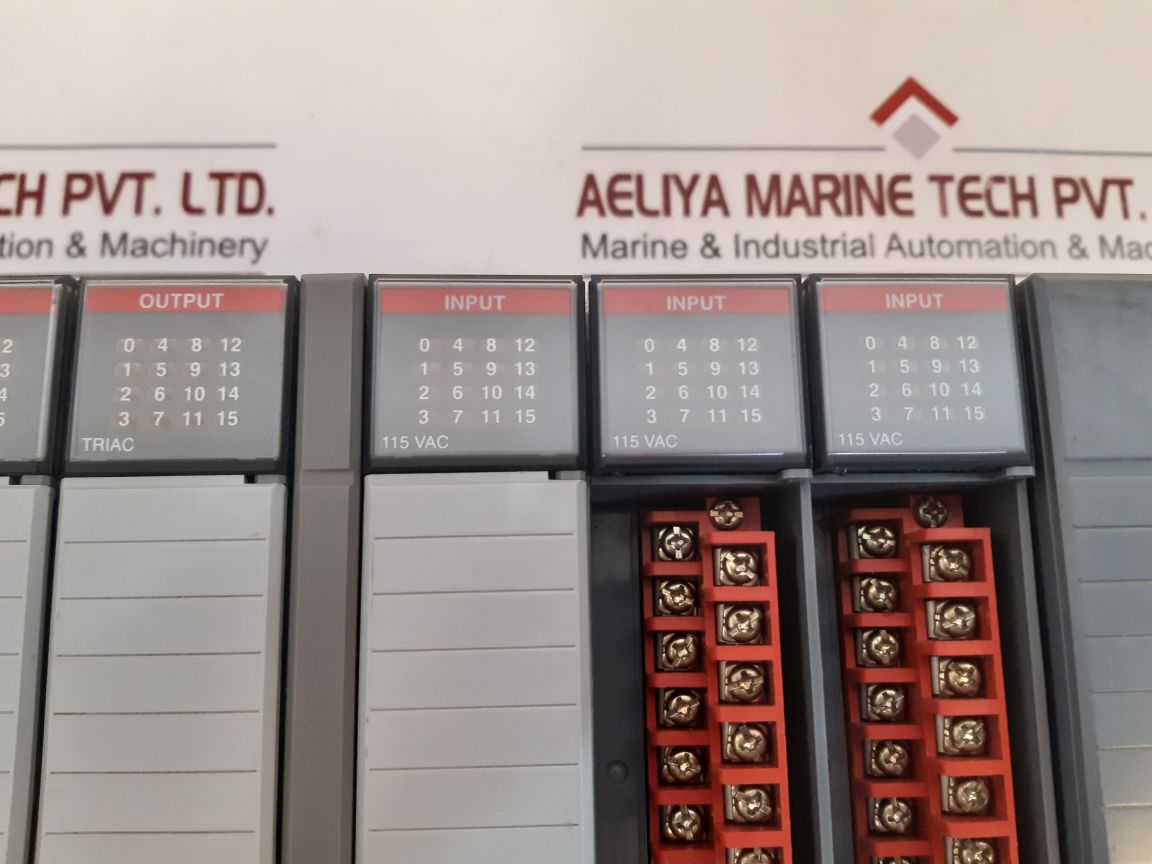 CH PVT. LTD.
tion & Machinery
AELIYA MARINE TECH PVT.
Marine & Industrial Automation & Mac
2
3
4
5
OUTPUT
0 4 8 12
1 5 9 13
2 6 10 14
3 7 11 15
TRIAC
INPUT
0 4 8 12
1 5 9 13
2 6 10 14
3 7 11 15
115 VAC
INPUT
0 4 8 12
1 5 9 13
2 6 10 14
3 7 11 15
115 VAC
INPUT
0 4 8 12
1 5 9 13
2 6 10 14
3 7 11 15
115 VAC